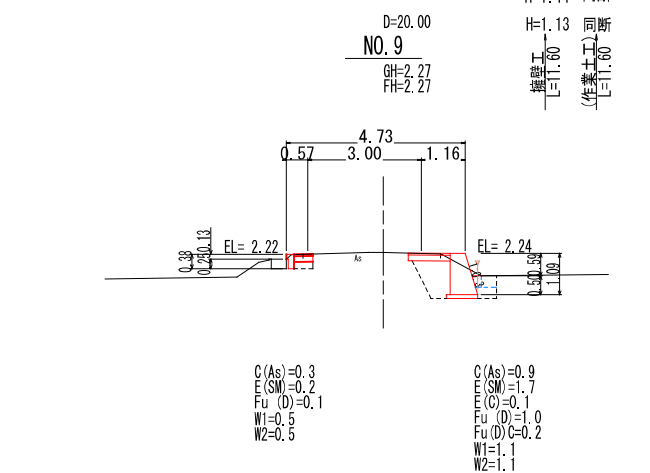 D=20.00
NO.9
GH=2.27
FH=2.27
H=1.13 同断
擁壁工
L=11.60
(作業土工)
L=11.60
4.73
0.57 3.00 1.16
0.38
0.25
0.13
EL= 2.22
As
EL= 2.24
0.50
0.59
1.09
C(As)=0.3
E(SM)=0.2
Fu (D)=0.1
W1=0.5
W2=0.5
C(As)=0.9
E(SM)=1.7
E(C)=0.1
Fu (D)=1.0
Fu(D)C=0.2
W1=1.1
W2=1.1